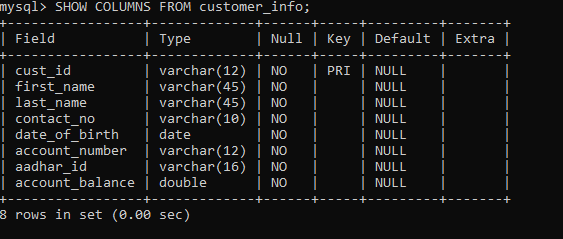 mysql> SHOW COLUMNS FROM customer_info;
+-----------------+-------------+------+-----+---------+-------+
| Field           | Type        | Null | Key | Default | Extra |
+-----------------+-------------+------+-----+---------+-------+
| cust_id         | varchar(12) | NO   | PRI | NULL    |       |
| first_name      | varchar(45) | NO   |     | NULL    |       |
| last_name       | varchar(45) | NO   |     | NULL    |       |
| contact_no      | varchar(10) | NO   |     | NULL    |       |
| date_of_birth   | date        | NO   |     | NULL    |       |
| account_number  | varchar(12) | NO   |     | NULL    |       |
| aadhar_id       | varchar(16) | NO   |     | NULL    |       |
| account_balance | double      | NO   |     | NULL    |       |
+-----------------+-------------+------+-----+---------+-------+
8 rows in set (0.00 sec)